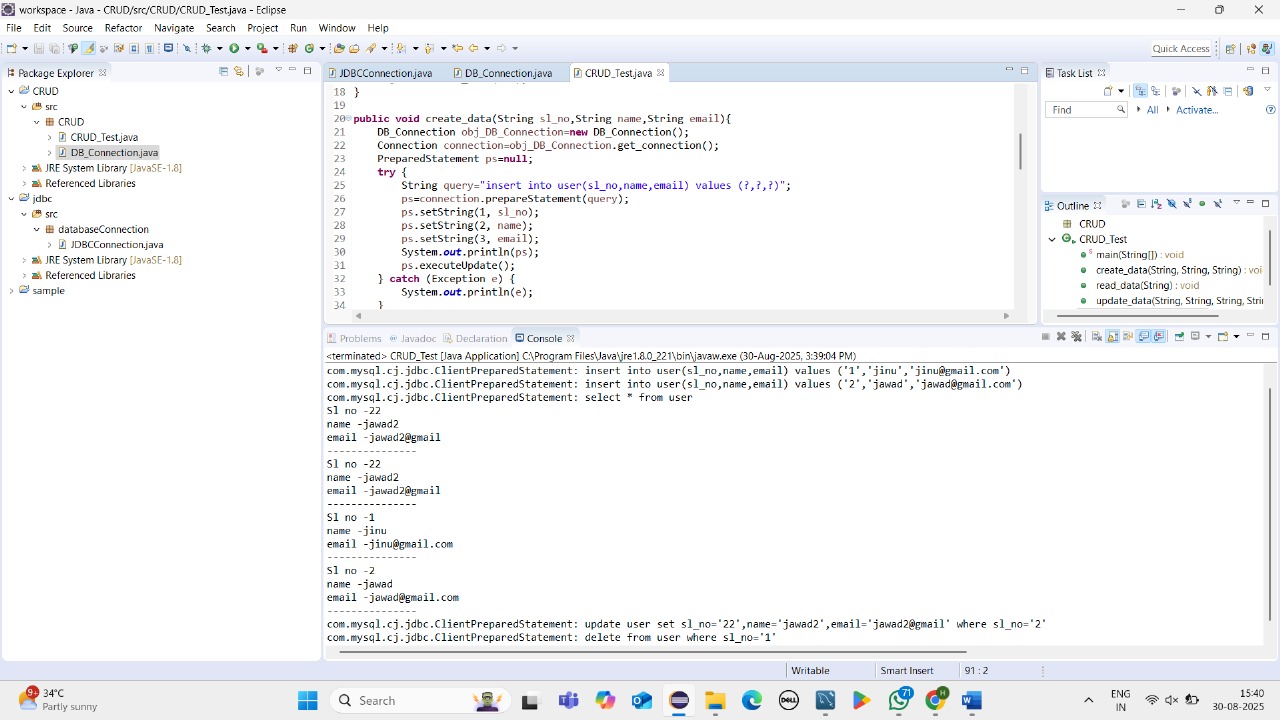 workspace - Java - CRUD/src/CRUD/CRUD_Test.java - Eclipse
File Edit Source Refactor Navigate Search Project Run Window Help
Quick Access
Package Explorer
CRUD
src
CRUD
CRUD_Test.java
DB_Connection.java
JRE System Library [JavaSE-1.8]
Referenced Libraries
jdbc
src
databaseConnection
JDBCConnection.java
JRE System Library [JavaSE-1.8]
Referenced Libraries
sample
JDBCConnection.java DB_Connection.java CRUD_Test.java
18 }
19
20 public void create_data(String sl_no,String name,String email){
21 DB_Connection obj_DB_Connection=new DB_Connection();
22 Connection connection=obj_DB_Connection.get_connection();
23 PreparedStatement ps=null;
24 try {
25 String query="insert into user(sl_no,name,email) values (?,?,?)";
26 ps=connection.prepareStatement(query);
27 ps.setString(1, sl_no);
28 ps.setString(2, name);
29 ps.setString(3, email);
30 System.out.println(ps);
31 ps.executeUpdate();
32 } catch (Exception e) {
33 System.out.println(e);
34 }
Task List
Find All Activate...
Outline
CRUD
CRUD_Test
main(String[]) : void
create_data(String, String, String) : voi
read_data(String) : void
update_data(String, String, String, Stri
Problems Javadoc Declaration Console
<terminated> CRUD_Test [Java Application] C:\Program Files\Java\jre1.8.0_221\bin\javaw.exe (30-Aug-2025, 3:39:04 PM)
com.mysql.cj.jdbc.ClientPreparedStatement: insert into user(sl_no,name,email) values ('1','jinu','jinu@gmail.com')
com.mysql.cj.jdbc.ClientPreparedStatement: insert into user(sl_no,name,email) values ('2','jawad','jawad@gmail.com')
com.mysql.cj.jdbc.ClientPreparedStatement: select * from user
Sl no -22
name -jawad2
email -jawad2@gmail
---------------
Sl no -22
name -jawad2
email -jawad2@gmail
---------------
Sl no -1
name -jinu
email -jinu@gmail.com
---------------
Sl no -2
name -jawad
email -jawad@gmail.com
---------------
com.mysql.cj.jdbc.ClientPreparedStatement: update user set sl_no='22',name='jawad2',email='jawad2@gmail' where sl_no='2'
com.mysql.cj.jdbc.ClientPreparedStatement: delete from user where sl_no='1'
Writable Smart Insert 91 : 2
9+ 34°C
Partly sunny
Search
DELL
71
H
ENG
IN
15:40
30-08-2025